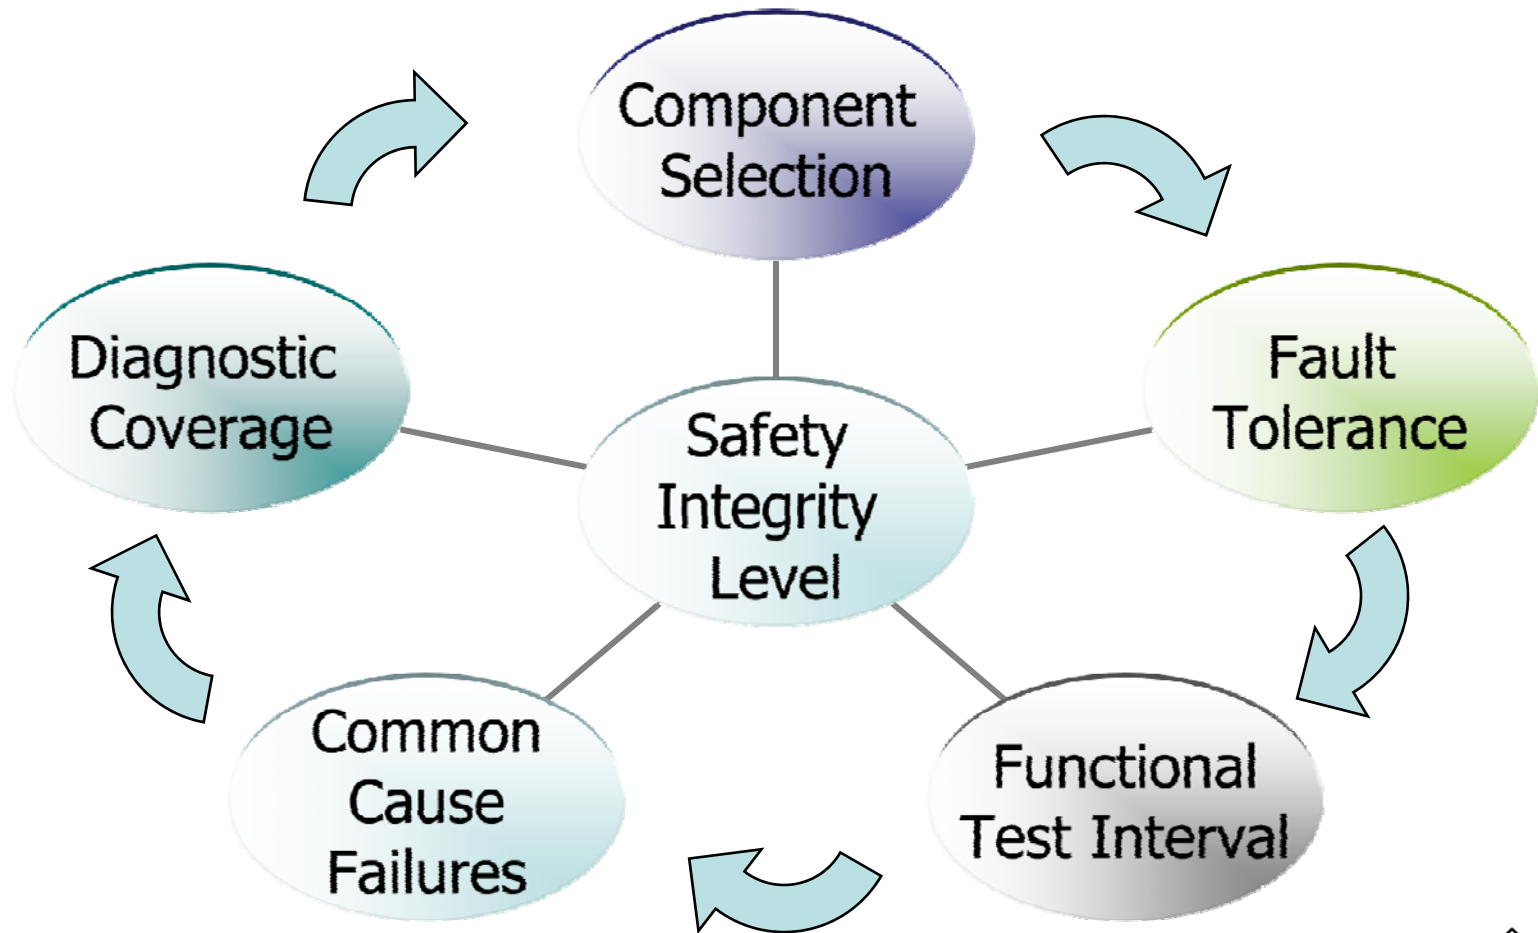 Component
Selection
Diagnostic
Coverage
Fault
Tolerance
Safety
Integrity
Level
Common
Cause
Failures
Functional
Test Interval